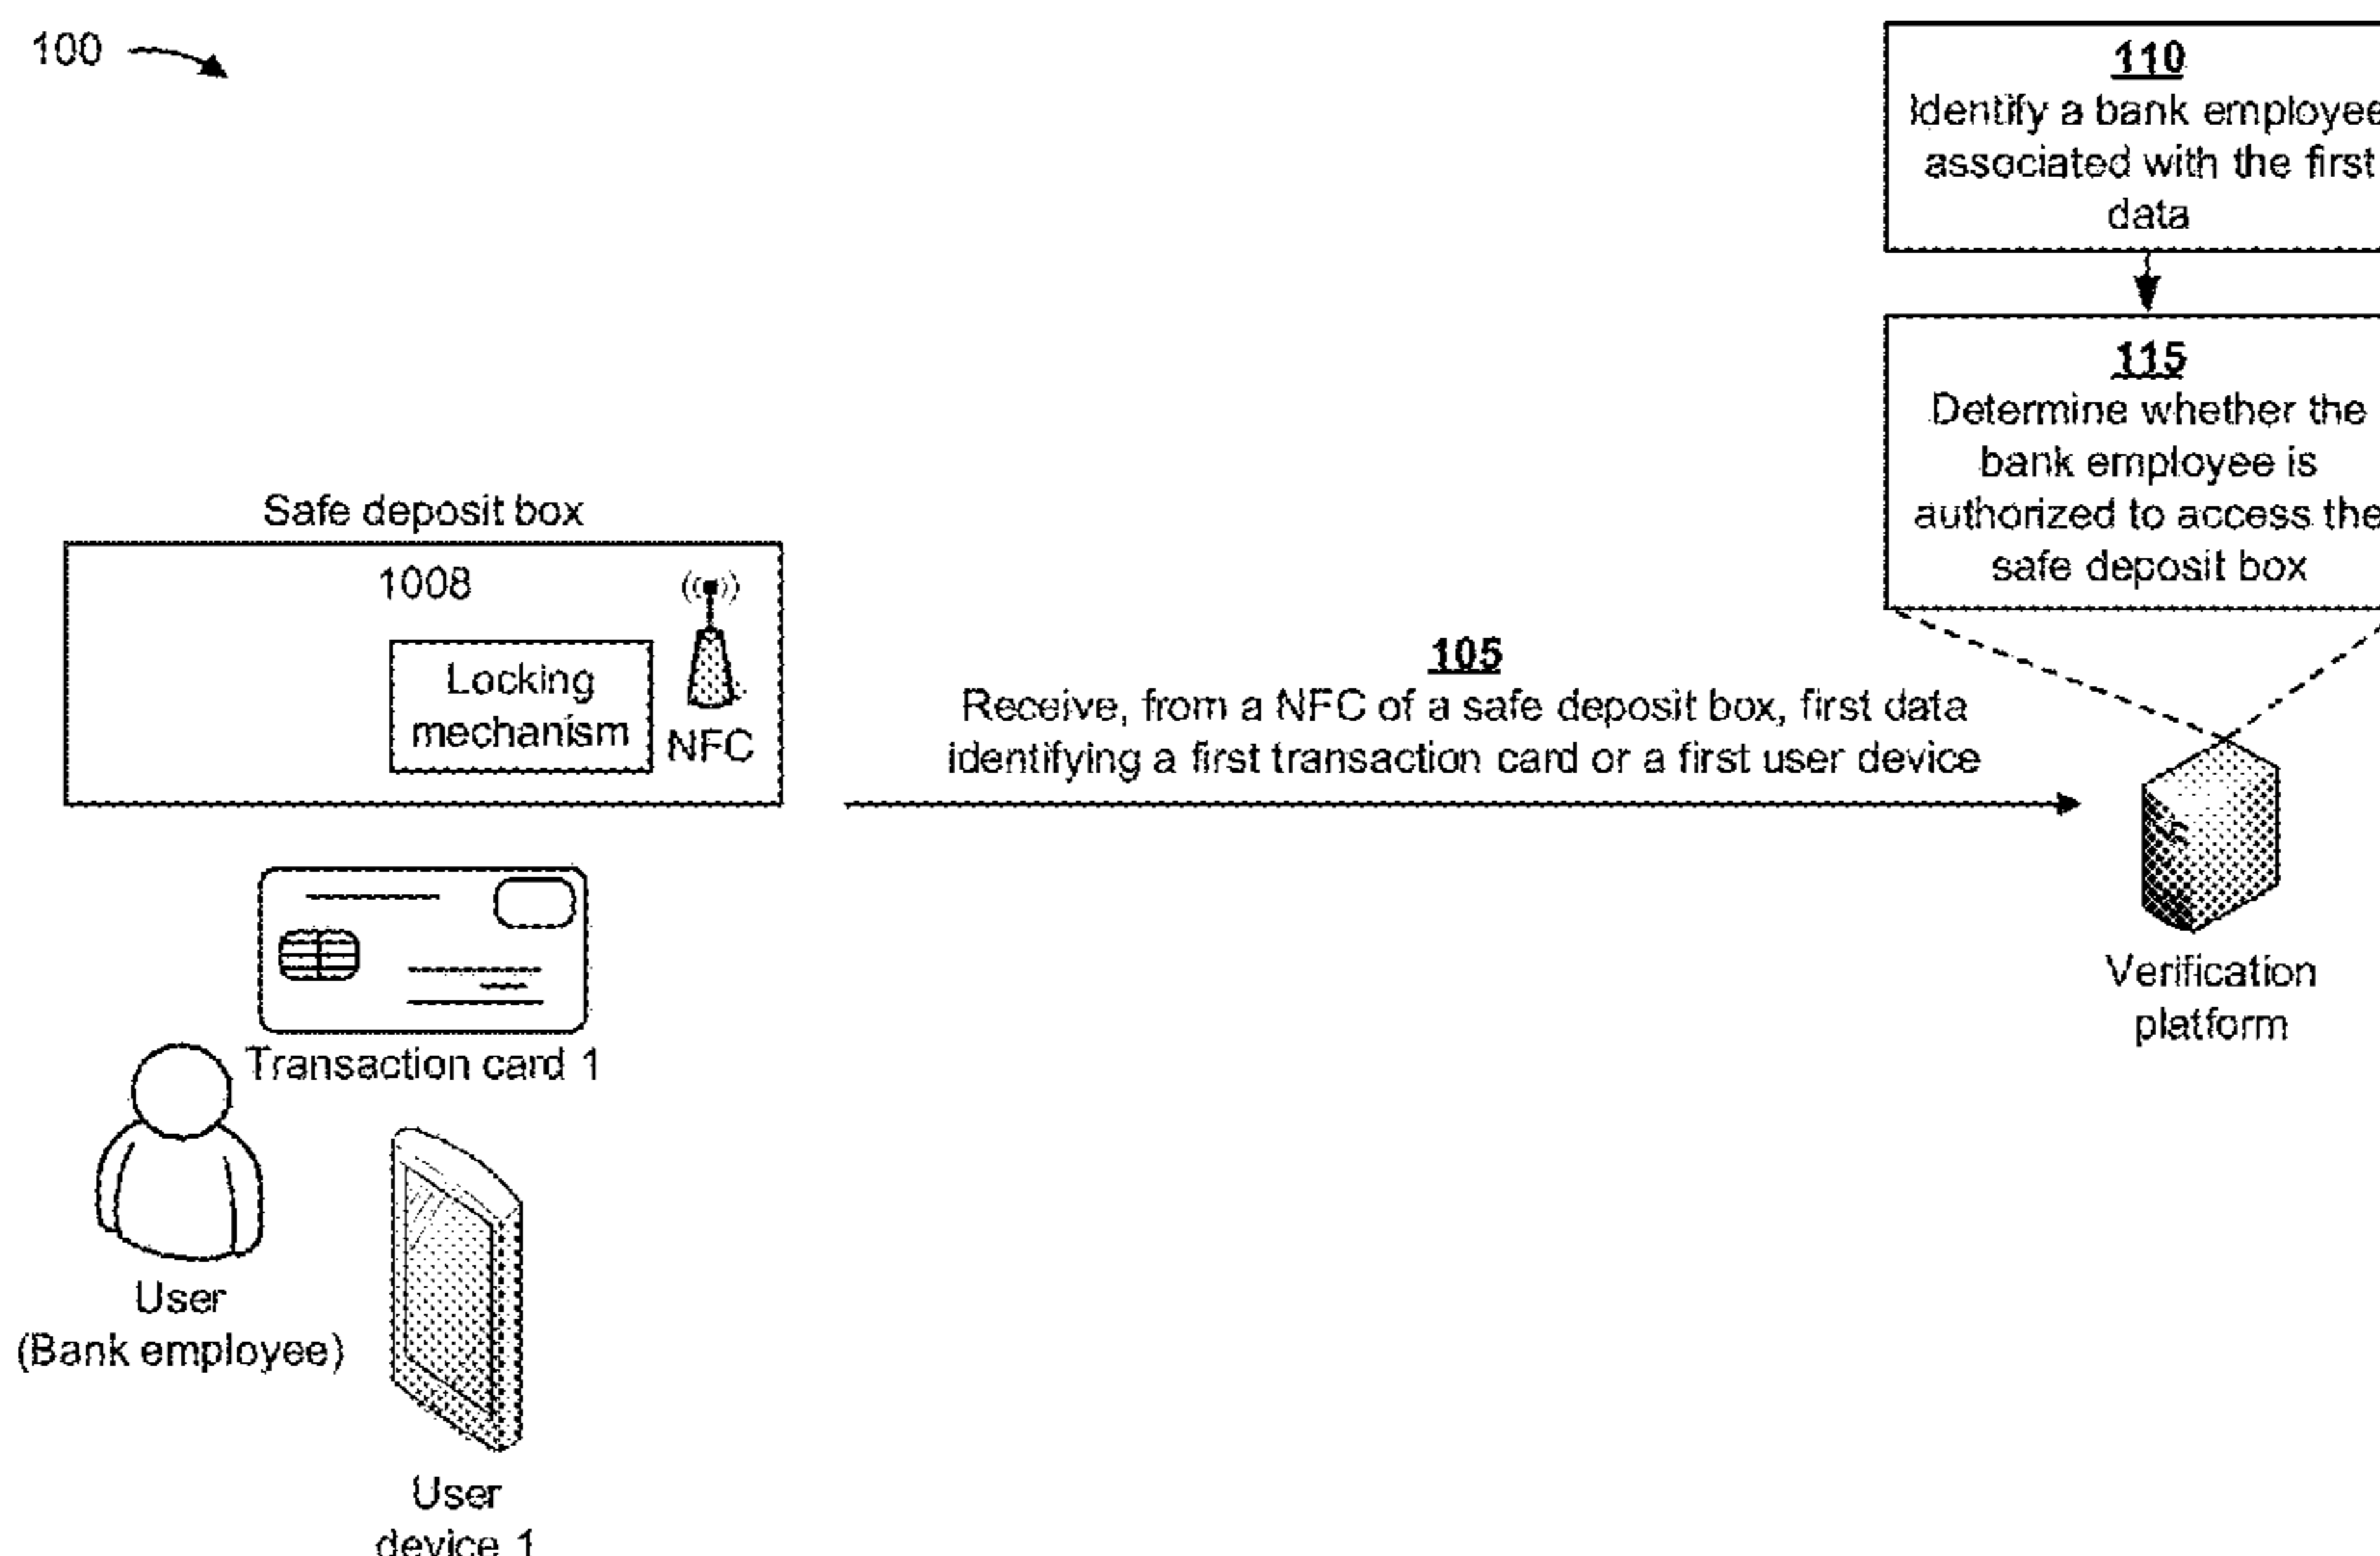 100
110
Identify a bank employee
associated with the first
data
115
Determine whether the
bank employee is
authorized to access the
safe deposit box
Safe deposit box
1008
Locking
mechanism
NFC
105
Receive, from a NFC of a safe deposit box, first data
identifying a first transaction card or a first user device
Verification
platform
Transaction card 1
User
(Bank employee)
User
device 1